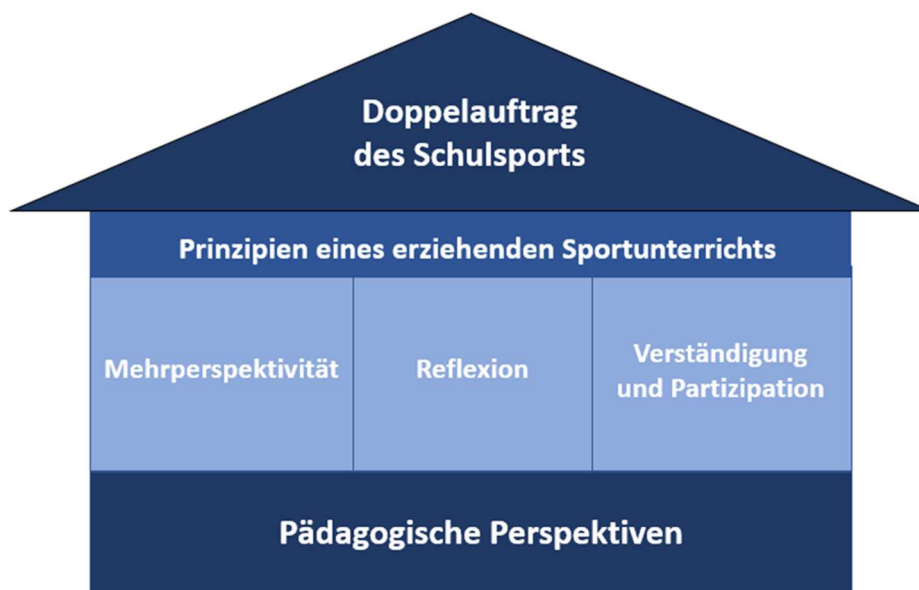 Doppelauftrag
des Schulsports
Prinzipien eines erziehenden Sportunterrichts
Mehrperspektivität
Reflexion
Verständigung
und Partizipation
Pädagogische Perspektiven